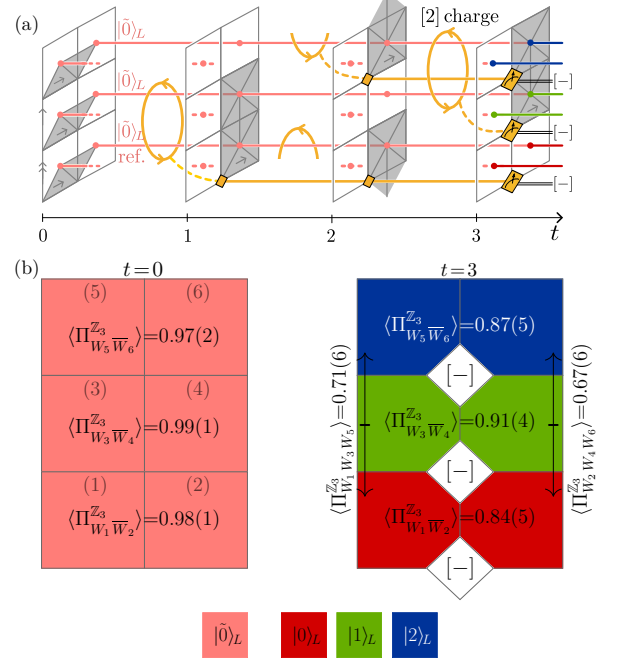 (a)
[2] charge
|0̃⟩_L
|0̃⟩_L
|0̃⟩_L
ref.
[−]
[−]
[−]
0 1 2 3 t
(b)
t=0 t=3
(5) (6)
⟨Π^{ℤ_3}_{W_5 W̅_6}⟩=0.97(2)
(3) (4)
⟨Π^{ℤ_3}_{W_3 W̅_4}⟩=0.99(1)
(1) (2)
⟨Π^{ℤ_3}_{W_1 W̅_2}⟩=0.98(1)
⟨Π^{ℤ_3}_{W_5 W̅_6}⟩=0.87(5)
[−]
⟨Π^{ℤ_3}_{W_3 W̅_4}⟩=0.91(4)
[−]
⟨Π^{ℤ_3}_{W_1 W̅_2}⟩=0.84(5)
[−]
⟨Π^{ℤ_3}_{W_1 W_3 W_5}⟩=0.71(6)
⟨Π^{ℤ_3}_{W_2 W_4 W_6}⟩=0.67(6)
|0̃⟩_L |0⟩_L |1⟩_L |2⟩_L